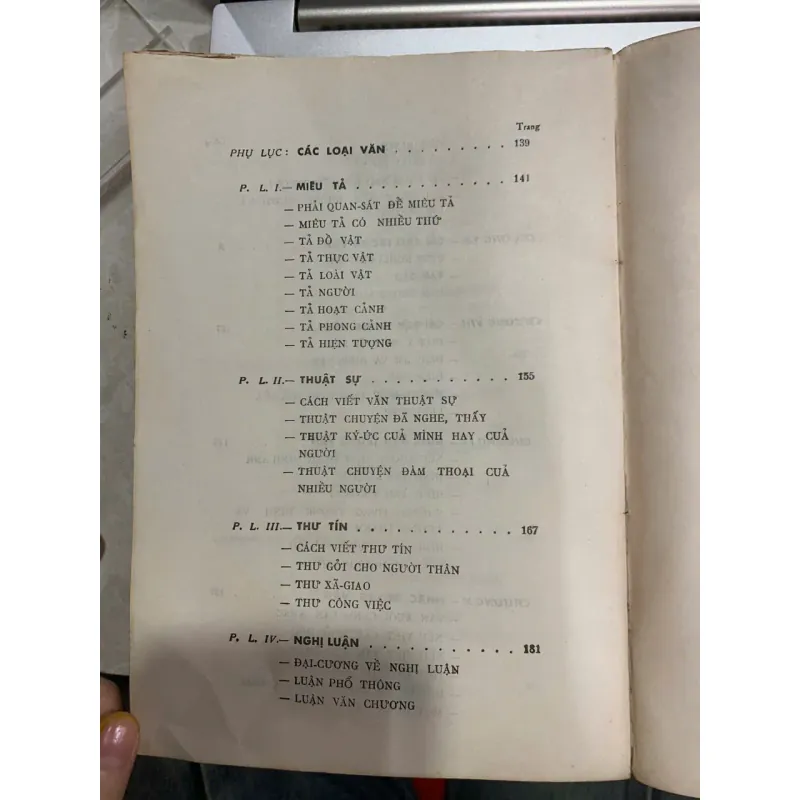 Trang
PHỤ LỤC : CÁC LOẠI VĂN . . . . . . . . . 139
P. L. I.— MIÊU TẢ . . . . . . . . . . . . 141
— PHẢI QUAN-SÁT ĐỂ MIÊU TẢ
— MIÊU TẢ CÓ NHIỀU THỨ
— TẢ ĐỒ VẬT
— TẢ THỰC VẬT
— TẢ LOÀI VẬT
— TẢ NGƯỜI
— TẢ HOẠT CẢNH
— TẢ PHONG CẢNH
— TẢ HIỆN TƯỢNG
P. L. II.— THUẬT SỰ . . . . . . . . . . . 155
— CÁCH VIẾT VĂN THUẬT SỰ
— THUẬT CHUYỆN ĐÃ NGHE, THẤY
— THUẬT KÝ-ỨC CUẢ MÌNH HAY CUẢ
NGƯỜI
— THUẬT CHUYỆN ĐÀM THOẠI CUẢ
NHIỀU NGƯỜI
P. L. III.— THƯ TÍN . . . . . . . . . . . . 167
— CÁCH VIẾT THƯ TÍN
— THƯ GỞI CHO NGƯỜI THÂN
— THƯ XÃ-GIAO
— THƯ CÔNG VIỆC
P. L. IV.— NGHỊ LUẬN . . . . . . . . . . . 181
— ĐẠI-CƯƠNG VỀ NGHỊ LUẬN
— LUẬN PHỔ THÔNG
— LUẬN VĂN CHƯƠNG